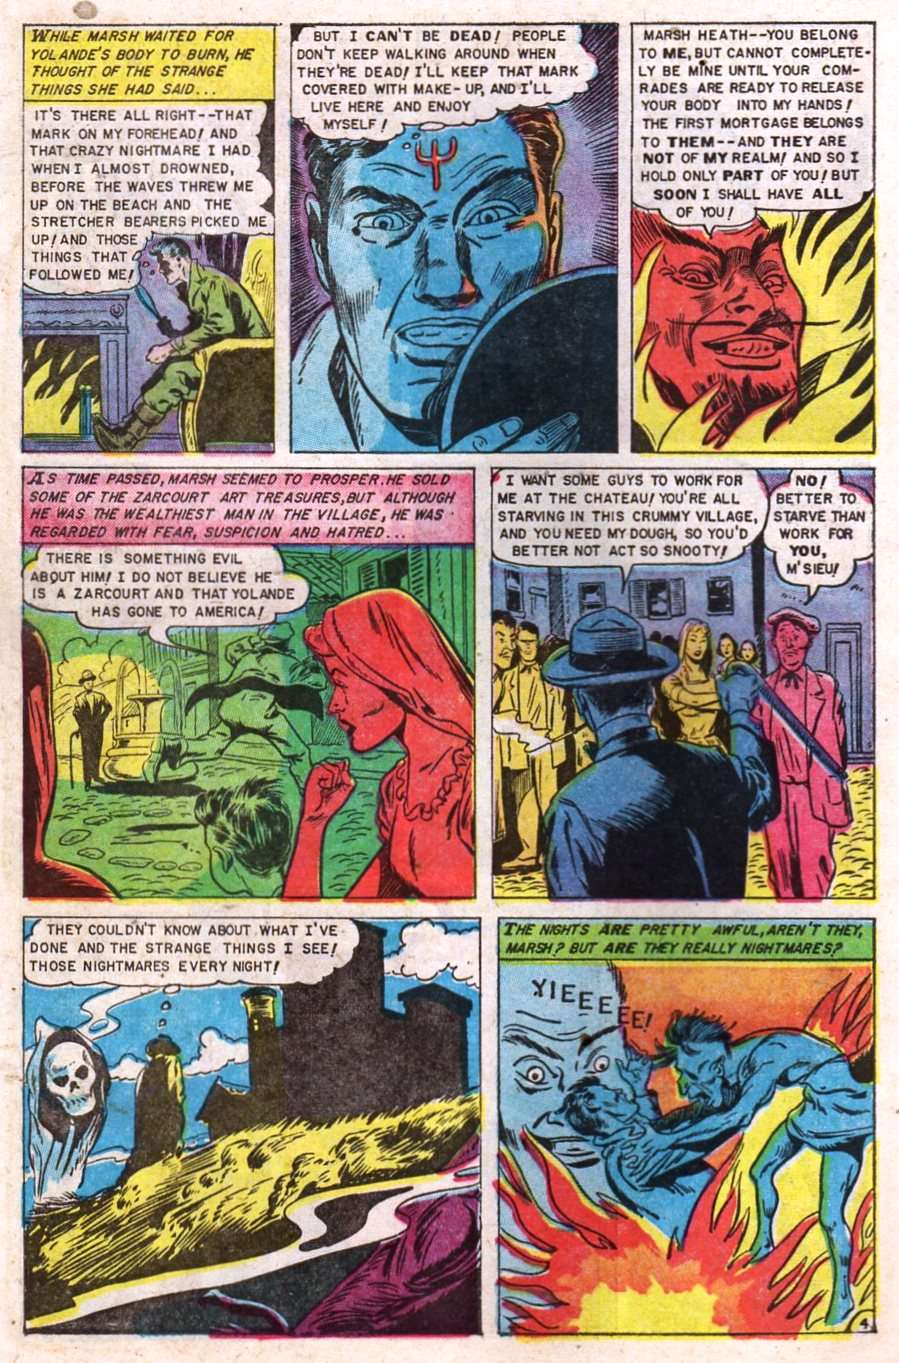 WHILE MARSH WAITED FOR
YOLANDE'S BODY TO BURN, HE
THOUGHT OF THE STRANGE
THINGS SHE HAD SAID...
IT'S THERE ALL RIGHT--THAT
MARK ON MY FOREHEAD! AND
THAT CRAZY NIGHTMARE I HAD
WHEN I ALMOST DROWNED,
BEFORE THE WAVES THREW ME
UP ON THE BEACH AND THE
STRETCHER BEARERS PICKED ME
UP! AND THOSE
THINGS THAT
FOLLOWED ME!
BUT I CAN'T BE DEAD! PEOPLE
DON'T KEEP WALKING AROUND WHEN
THEY'RE DEAD! I'LL KEEP THAT MARK
COVERED WITH MAKE-UP, AND I'LL
LIVE HERE AND ENJOY
MYSELF!
MARSH HEATH--YOU BELONG
TO ME, BUT CANNOT COMPLETE-
LY BE MINE UNTIL YOUR COM-
RADES ARE READY TO RELEASE
YOUR BODY INTO MY HANDS!
THE FIRST MORTGAGE BELONGS
TO THEM--AND THEY ARE
NOT OF MY REALM! AND SO I
HOLD ONLY PART OF YOU! BUT
SOON I SHALL HAVE ALL
OF YOU!
AS TIME PASSED, MARSH SEEMED TO PROSPER. HE SOLD
SOME OF THE ZARCOURT ART TREASURES, BUT ALTHOUGH
HE WAS THE WEALTHIEST MAN IN THE VILLAGE, HE WAS
REGARDED WITH FEAR, SUSPICION AND HATRED...
THERE IS SOMETHING EVIL
ABOUT HIM! I DO NOT BELIEVE HE
IS A ZARCOURT AND THAT YOLANDE
HAS GONE TO AMERICA!
I WANT SOME GUYS TO WORK FOR
ME AT THE CHATEAU! YOU'RE ALL
STARVING IN THIS CRUMMY VILLAGE,
AND YOU NEED MY DOUGH, SO YOU'D
BETTER NOT ACT SO SNOOTY!
NO!
BETTER TO
STARVE THAN
WORK FOR
YOU,
M'SIEU!
THEY COULDN'T KNOW ABOUT WHAT I'VE
DONE AND THE STRANGE THINGS I SEE!
THOSE NIGHTMARES EVERY NIGHT!
THE NIGHTS ARE PRETTY AWFUL, AREN'T THEY,
MARSH? BUT ARE THEY REALLY NIGHTMARES?
YIEEEEEE!
4